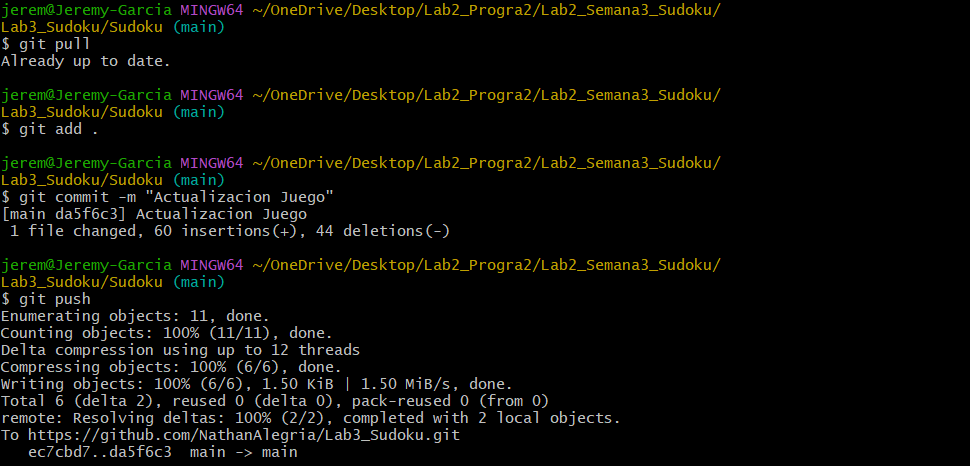 jerem@Jeremy-Garcia MINGW64 ~/OneDrive/Desktop/Lab2_Progra2/Lab2_Semana3_Sudoku/
Lab3_Sudoku/Sudoku (main)
$ git pull
Already up to date.
jerem@Jeremy-Garcia MINGW64 ~/OneDrive/Desktop/Lab2_Progra2/Lab2_Semana3_Sudoku/
Lab3_Sudoku/Sudoku (main)
$ git add .
jerem@Jeremy-Garcia MINGW64 ~/OneDrive/Desktop/Lab2_Progra2/Lab2_Semana3_Sudoku/
Lab3_Sudoku/Sudoku (main)
$ git commit -m "Actualizacion Juego"
[main da5f6c3] Actualizacion Juego
 1 file changed, 60 insertions(+), 44 deletions(-)
jerem@Jeremy-Garcia MINGW64 ~/OneDrive/Desktop/Lab2_Progra2/Lab2_Semana3_Sudoku/
Lab3_Sudoku/Sudoku (main)
$ git push
Enumerating objects: 11, done.
Counting objects: 100% (11/11), done.
Delta compression using up to 12 threads
Compressing objects: 100% (6/6), done.
Writing objects: 100% (6/6), 1.50 KiB | 1.50 MiB/s, done.
Total 6 (delta 2), reused 0 (delta 0), pack-reused 0 (from 0)
remote: Resolving deltas: 100% (2/2), completed with 2 local objects.
To https://github.com/NathanAlegria/Lab3_Sudoku.git
   ec7cbd7..da5f6c3  main -> main